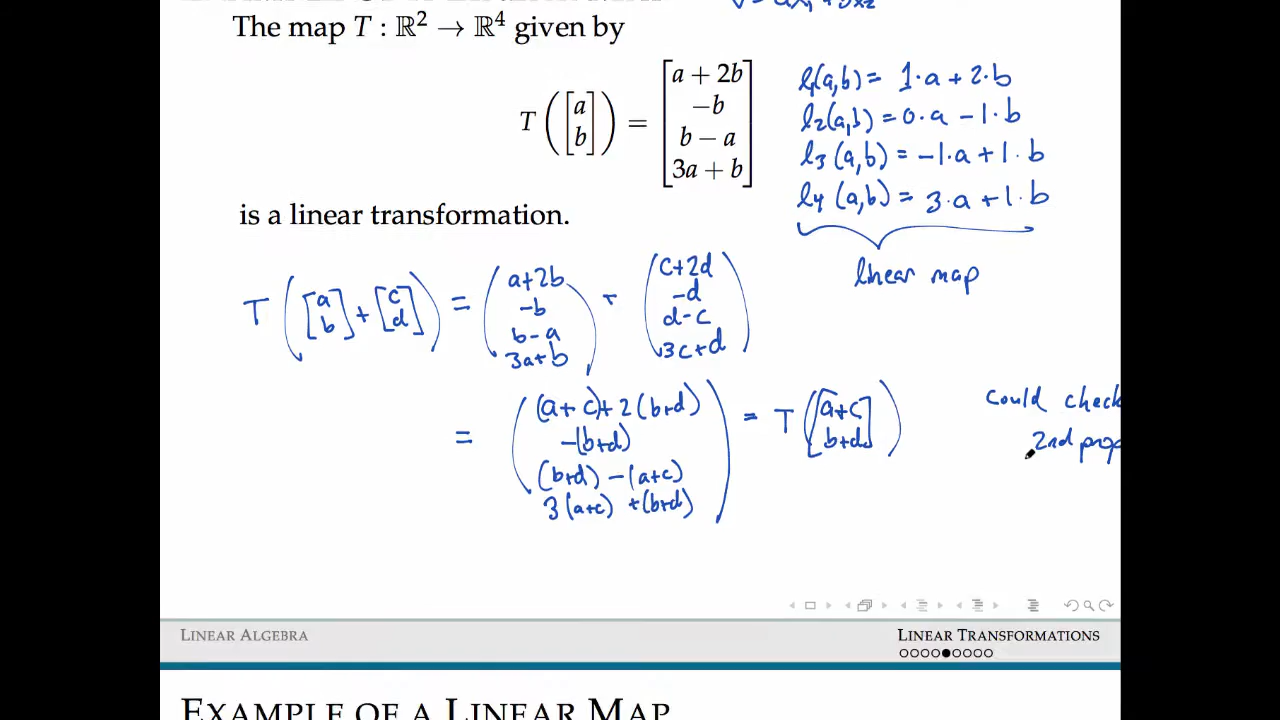 The map T : ℝ² → ℝ⁴ given by
T([a b]) = [a + 2b
−b
b − a
3a + b]
l1(a,b) = 1·a + 2·b
l2(a,b) = 0·a − 1·b
l3(a,b) = −1·a + 1·b
l4(a,b) = 3·a + 1·b
is a linear transformation.
linear map
T([a b] + [c d]) = (a+2b
−b
b−a
3a+b) + (c+2d
−d
d−c
3c+d)
= ((a+c)+2(b+d)
−(b+d)
(b+d) −(a+c)
3(a+c) +(b+d)) = T([a+c b+d])
could check
2nd prop
LINEAR ALGEBRA
LINEAR TRANSFORMATIONS
EXAMPLE OF A LINEAR MAP